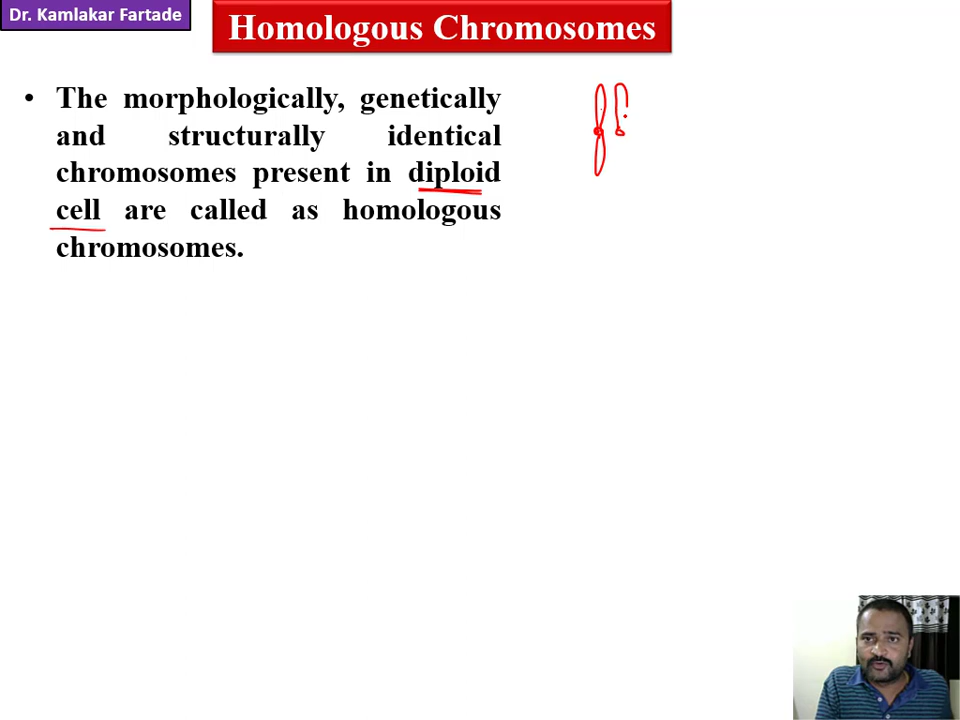 Dr. Kamlakar Fartade
Homologous Chromosomes
• The morphologically, genetically
and structurally identical
chromosomes present in diploid
cell are called as homologous
chromosomes.